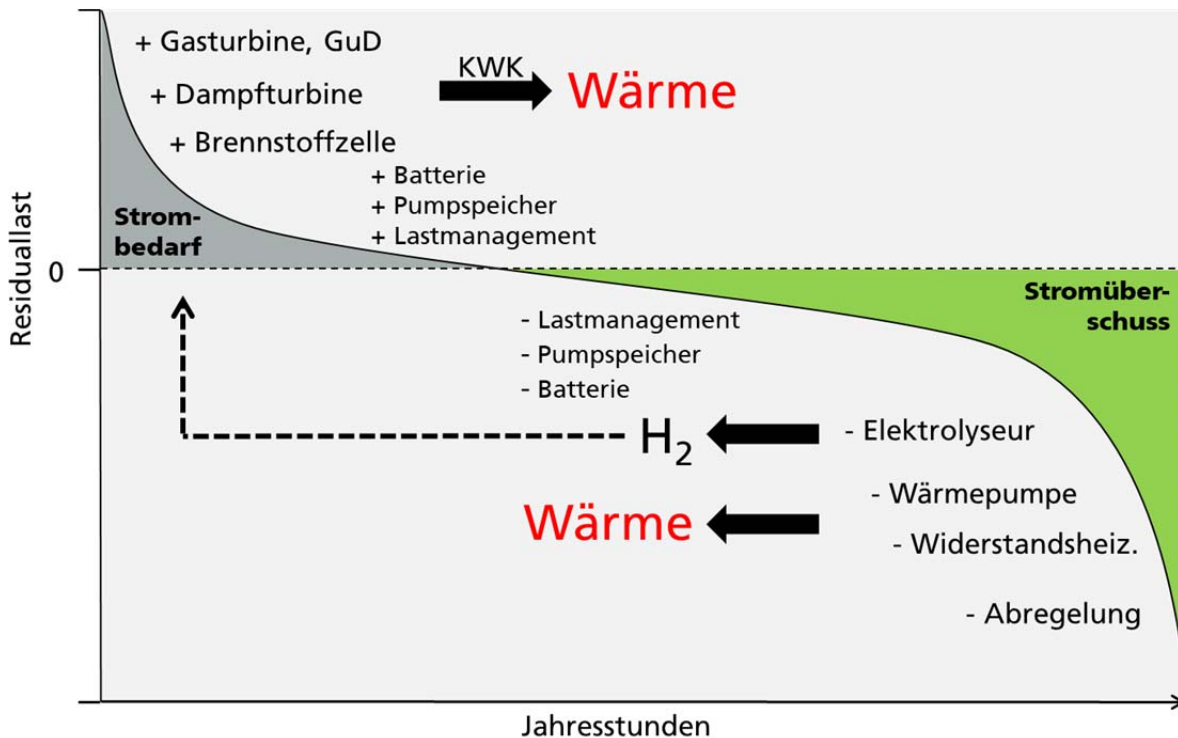 + Gasturbine, GuD
KWK
Wärme
+ Dampfturbine
+ Brennstoffzelle
+ Batterie
+ Pumpspeicher
+ Lastmanagement
Strom-
bedarf
Residuallast
0
Stromüber-
schuss
- Lastmanagement
- Pumpspeicher
- Batterie
H₂
- Elektrolyseur
Wärme
- Wärmepumpe
- Widerstandsheiz.
- Abregelung
Jahresstunden